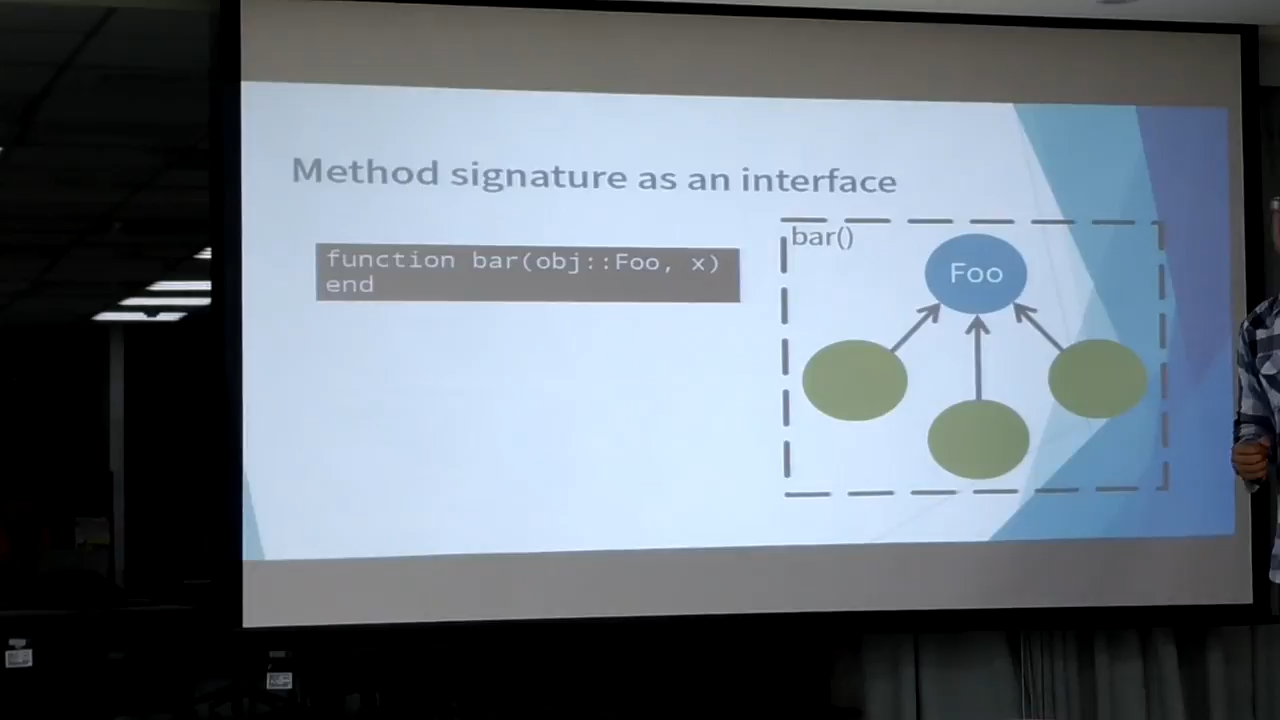 Method signature as an interface
function bar(obj::Foo, x)
end
bar()
Foo